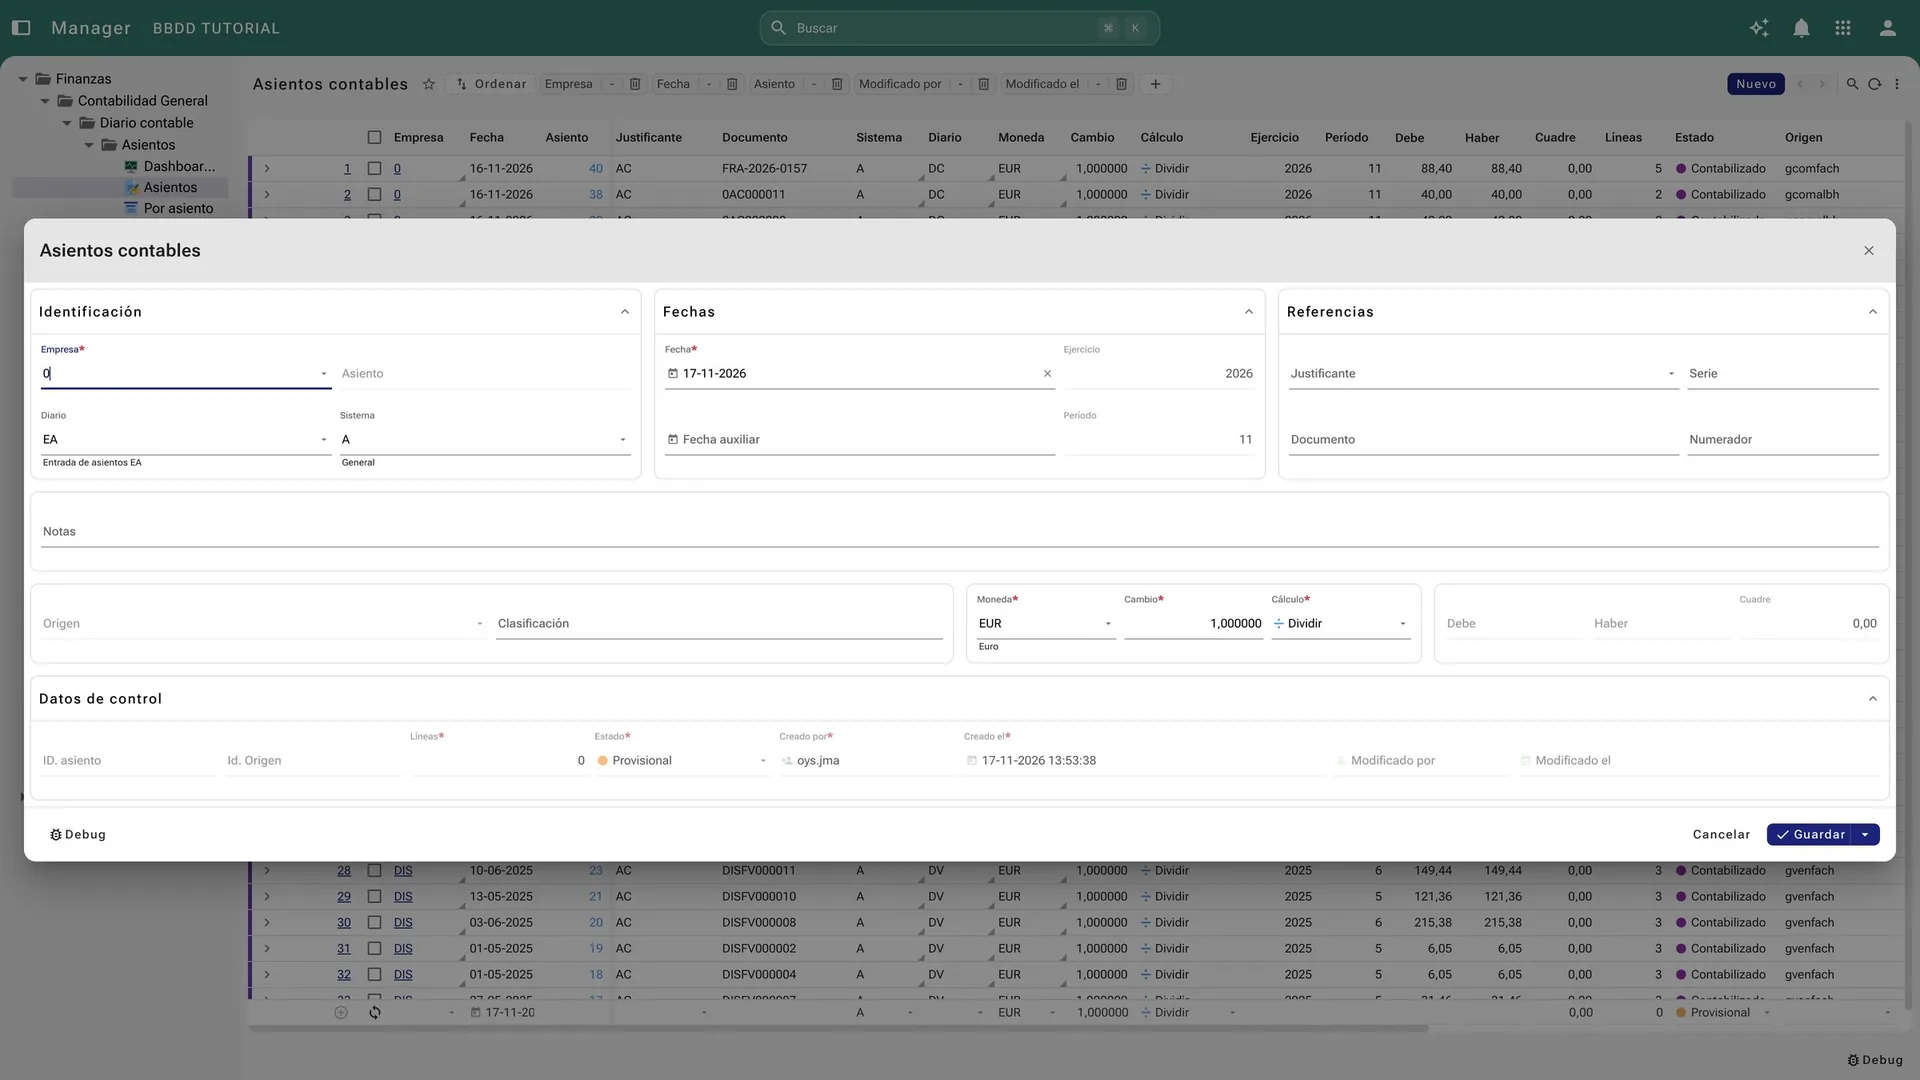 Manager BBDD TUTORIAL Buscar ⌘ K
Finanzas
Contabilidad General
Diario contable
Asientos
Dashboar...
Asientos
Por asiento
Asientos contables Ordenar Empresa - Fecha - Asiento - Modificado por - Modificado el - + Nuevo
Empresa Fecha Asiento Justificante Documento Sistema Diario Moneda Cambio Cálculo Ejercicio Período Debe Haber Cuadre Líneas Estado Origen
1 0 16-11-2026 40 AC FRA-2026-0157 A DC EUR 1,000000 Dividir 2026 11 88,40 88,40 0,00 5 Contabilizado gcomfach
2 0 16-11-2026 38 AC 0AC000011 A DC EUR 1,000000 Dividir 2026 11 40,00 40,00 0,00 2 Contabilizado gcomalbh
Asientos contables
Identificación
Empresa*
0 Asiento
Diario Sistema
EA A
Entrada de asientos EA General
Fechas
Fecha* Ejercicio
17-11-2026 2026
Período
Fecha auxiliar 11
Referencias
Justificante Serie
Documento Numerador
Notas
Origen Clasificación
Moneda* Cambio* Cálculo*
EUR 1,000000 Dividir
Euro
Cuadre
Debe Haber 0,00
Datos de control
Líneas* Estado* Creado por* Creado el*
ID. asiento Id. Origen 0 Provisional oys.jma 17-11-2026 13:53:38 Modificado por Modificado el
Debug Cancelar Guardar
28 DIS 10-06-2025 23 AC DISFV000011 A DV EUR 1,000000 Dividir 2025 6 149,44 149,44 0,00 3 Contabilizado gvenfach
29 DIS 13-05-2025 21 AC DISFV000010 A DV EUR 1,000000 Dividir 2025 5 121,36 121,36 0,00 3 Contabilizado gvenfach
30 DIS 03-06-2025 20 AC DISFV000008 A DV EUR 1,000000 Dividir 2025 6 215,38 215,38 0,00 3 Contabilizado gvenfach
31 DIS 01-05-2025 19 AC DISFV000002 A DV EUR 1,000000 Dividir 2025 5 6,05 6,05 0,00 3 Contabilizado gvenfach
32 DIS 01-05-2025 18 AC DISFV000004 A DV EUR 1,000000 Dividir 2025 5 6,05 6,05 0,00 3 Contabilizado gvenfach
17-11-20 A EUR 1,000000 Dividir 0,00 0 Provisional
Debug